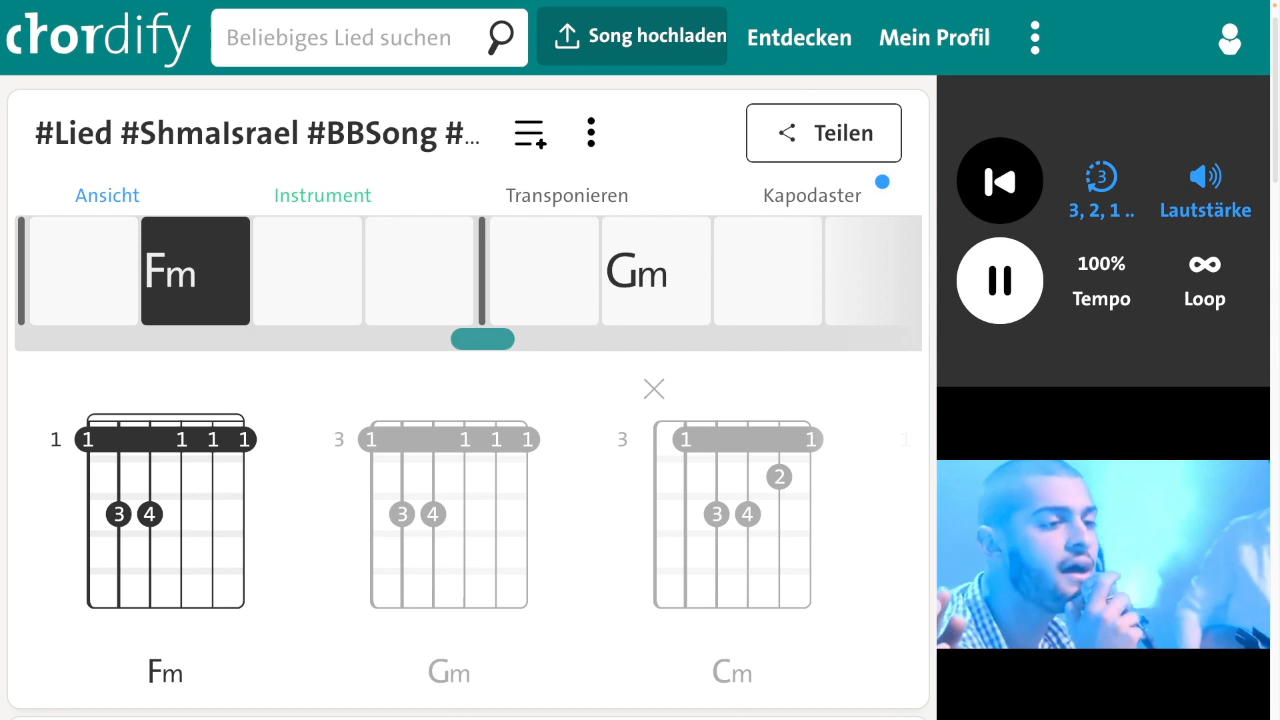 chordify
Beliebiges Lied suchen
Song hochladen
Entdecken
Mein Profil
#Lied #ShmaIsrael #BBSong #...
Teilen
Ansicht
Instrument
Transponieren
Kapodaster
Fm
Gm
3
3, 2, 1 ..
Lautstärke
100%
Tempo
Loop
1 1 1 1 1
3 4
Fm
3 1 1 1 1
3 4
Gm
3 1 1
2
3 4
Cm
1